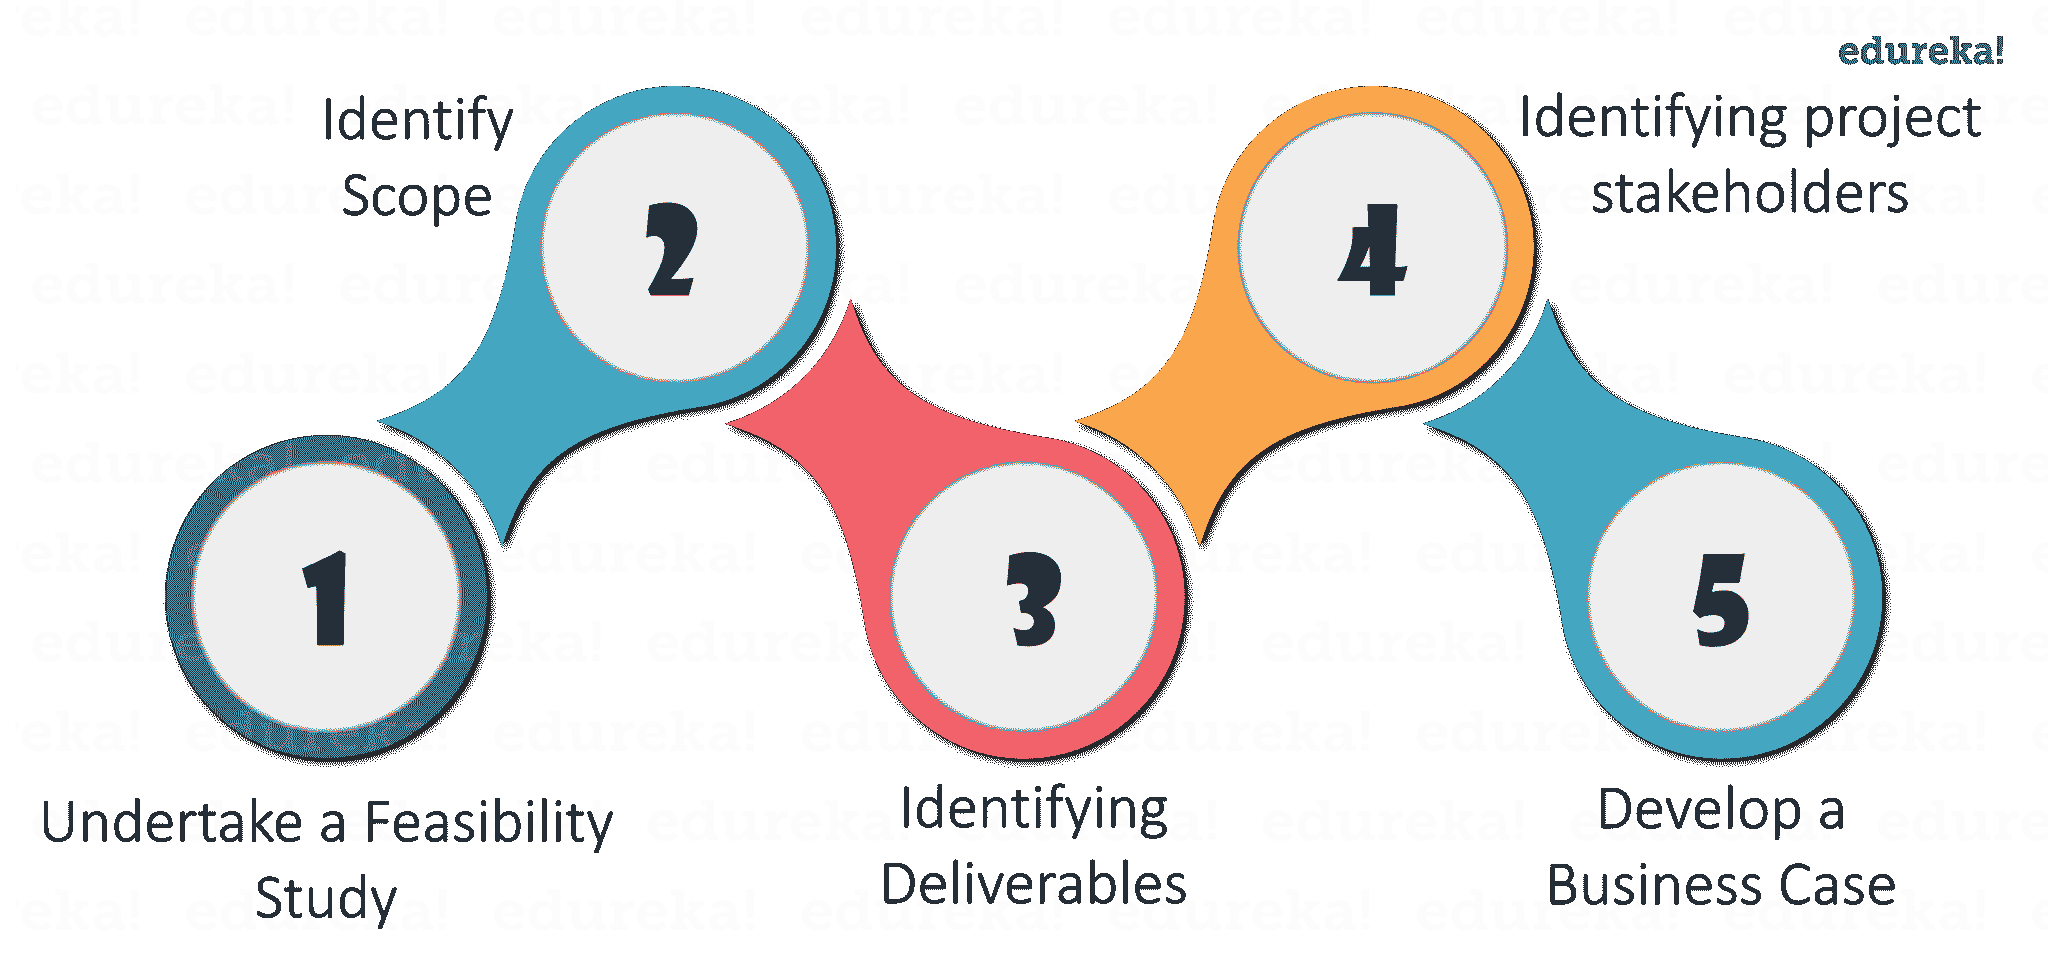 edureka!
1
Undertake a Feasibility
Study
2
Identify
Scope
3
Identifying
Deliverables
4
Identifying project
stakeholders
5
Develop a
Business Case